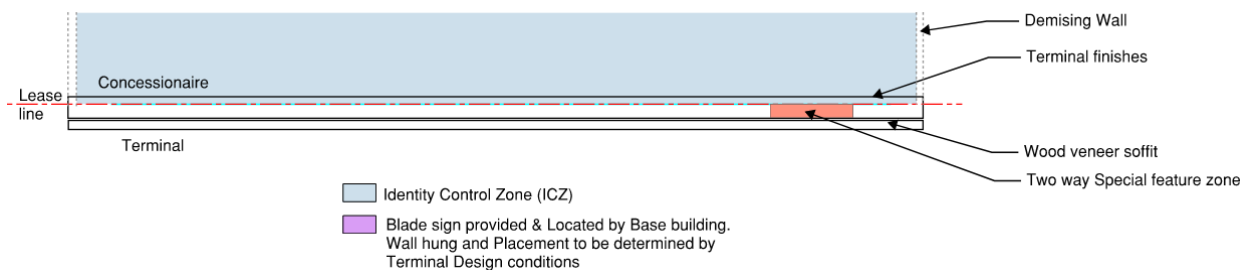 Demising Wall
Terminal finishes
Concessionaire
Lease
line
Terminal
Wood veneer soffit
Two way Special feature zone
Identity Control Zone (ICZ)
Blade sign provided & Located by Base building.
Wall hung and Placement to be determined by
Terminal Design conditions